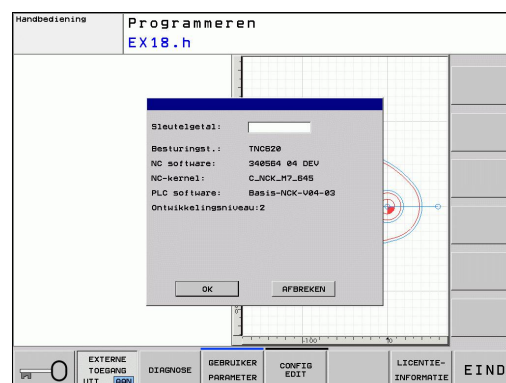 Handbediening
Programmeren
EX18.h
Sleutelgetal:
Besturingst.: TNC620
NC software: 340564 04 DEV
NC-kernel: C_NCK_M7_645
PLC software: Basis-NCK-V04-03
Ontwikkelingsniveau:2
OK AFBREKEN
-100
EXTERNE TOEGANG
UIT AAN
DIAGNOSE
GEBRUIKER PARAMETER
CONFIG EDIT
LICENTIE-INFORMATIE
EIND